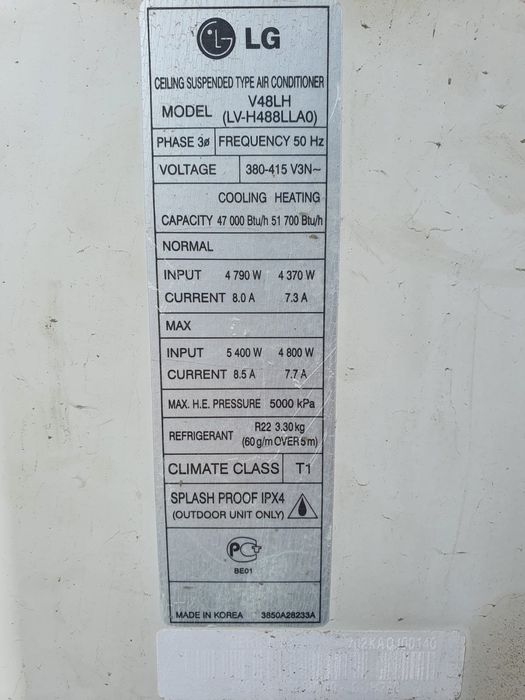 LG
CEILING SUSPENDED TYPE AIR CONDITIONER
MODEL V48LH
(LV-H488LLA0)
PHASE 3ø FREQUENCY 50 Hz
VOLTAGE 380-415 V3N~
COOLING HEATING
CAPACITY 47 000 Btu/h 51 700 Btu/h
NORMAL
INPUT 4 790 W 4 370 W
CURRENT 8.0 A 7.3 A
MAX
INPUT 5 400 W 4 800 W
CURRENT 8.5 A 7.7 A
MAX. H.E. PRESSURE 5000 kPa
REFRIGERANT R22 3.30 kg
(60 g/m OVER 5 m)
CLIMATE CLASS T1
SPLASH PROOF IPX4
(OUTDOOR UNIT ONLY)
BE01
MADE IN KOREA 3850A28233A